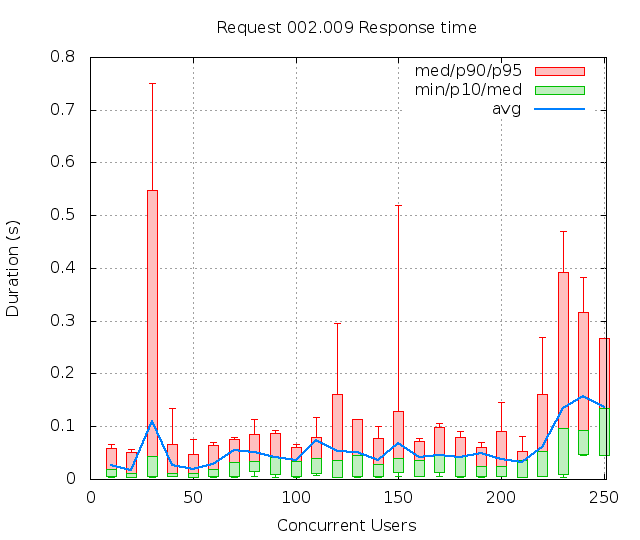 Request 002.009 Response time
Duration (s)
0.8
0.7
0.6
0.5
0.4
0.3
0.2
0.1
0
med/p90/p95
min/p10/med
avg
0 50 100 150 200 250
Concurrent Users